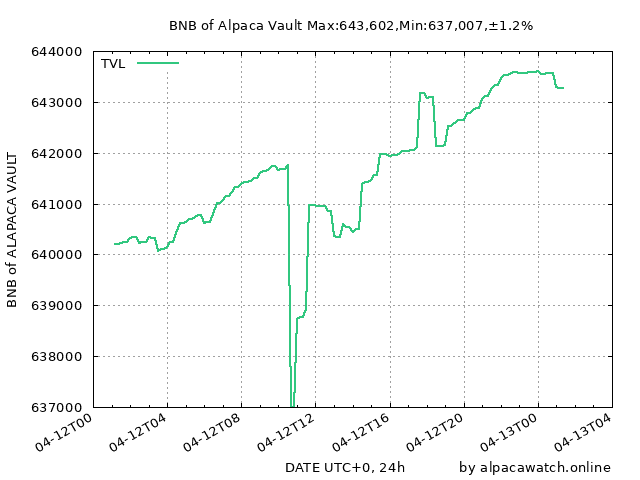 BNB of Alpaca Vault Max:643,602,Min:637,007,±1.2%
644000
TVL
643000
642000
641000
640000
639000
638000
637000
BNB of ALAPACA VAULT
04-12T00
04-12T04
04-12T08
04-12T12
04-12T16
04-12T20
04-13T00
04-13T04
DATE UTC+0, 24h
by alpacawatch.online